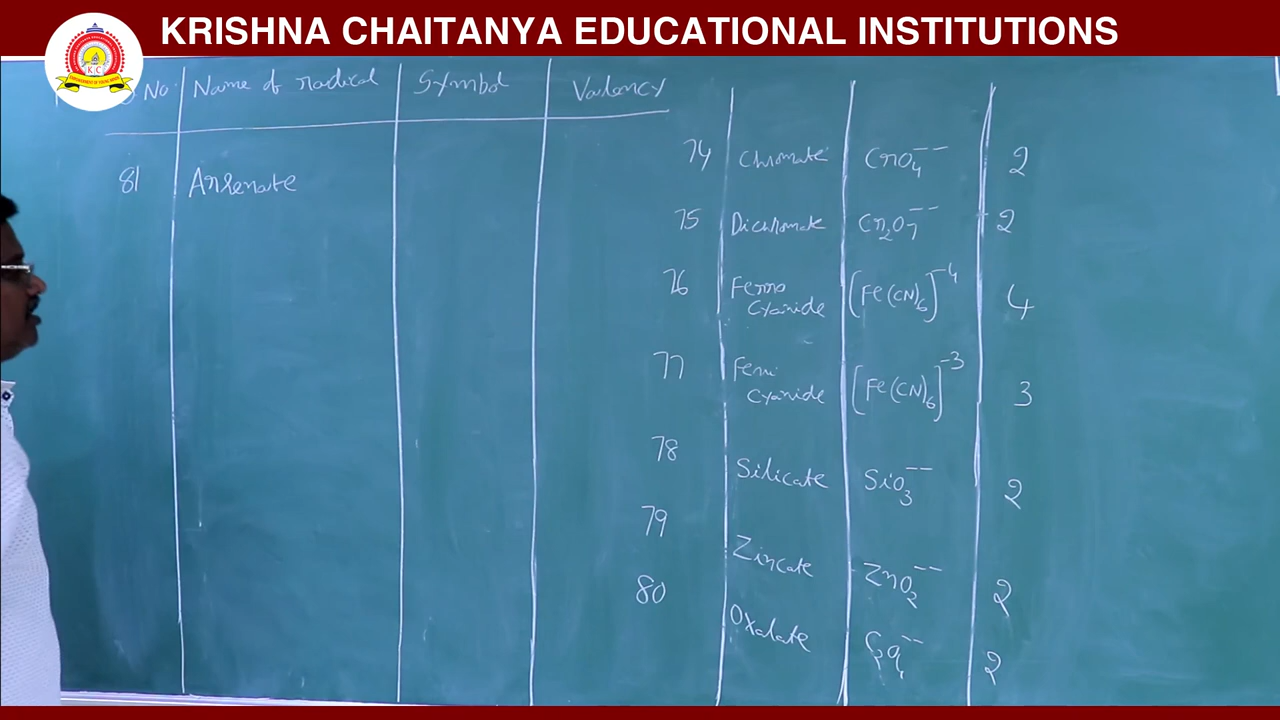 KRISHNA CHAITANYA EDUCATIONAL INSTITUTIONS
K C
No. Name of radical Symbol Valancy
81 Arsenate
74 Chromate CrO4-- 2
75 Dichromate Cr2O7-- 2
76 Ferro Cyanide [Fe(CN)6]-4 4
77 Ferri Cyanide [Fe(CN)6]-3 3
78 Silicate SiO3-- 2
79 Zincate ZnO2-- 2
80 Oxalate C2O4-- 2